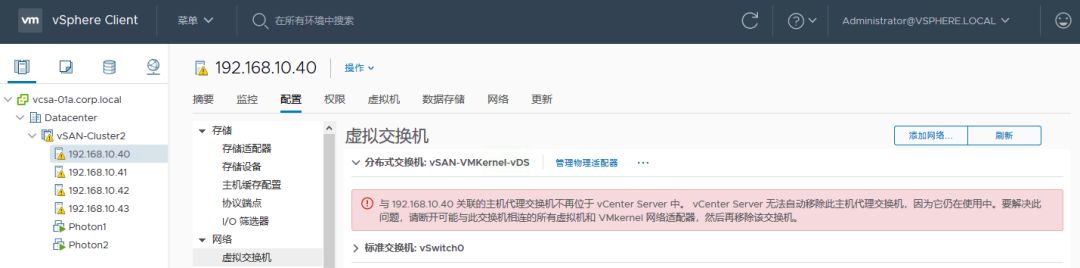 vm vSphere Client 菜单 在所有环境中搜索 Administrator@VSPHERE.LOCAL
vcsa-01a.corp.local
Datacenter
vSAN-Cluster2
192.168.10.40
192.168.10.41
192.168.10.42
192.168.10.43
Photon1
Photon2
192.168.10.40 操作
摘要 监控 配置 权限 虚拟机 数据存储 网络 更新
存储
存储适配器
存储设备
主机缓存配置
协议端点
I/O 筛选器
网络
虚拟交换机
虚拟交换机
添加网络... 刷新
分布式交换机: vSAN-VMKernel-vDS 管理物理适配器 ...
与 192.168.10.40 关联的主机代理交换机不再位于 vCenter Server 中。 vCenter Server 无法自动移除此主机代理交换机，因为它仍在使用中。要解决此
问题，请断开可能与此交换机相连的所有虚拟机和 VMkernel 网络适配器，然后再移除该交换机。
标准交换机: vSwitch0